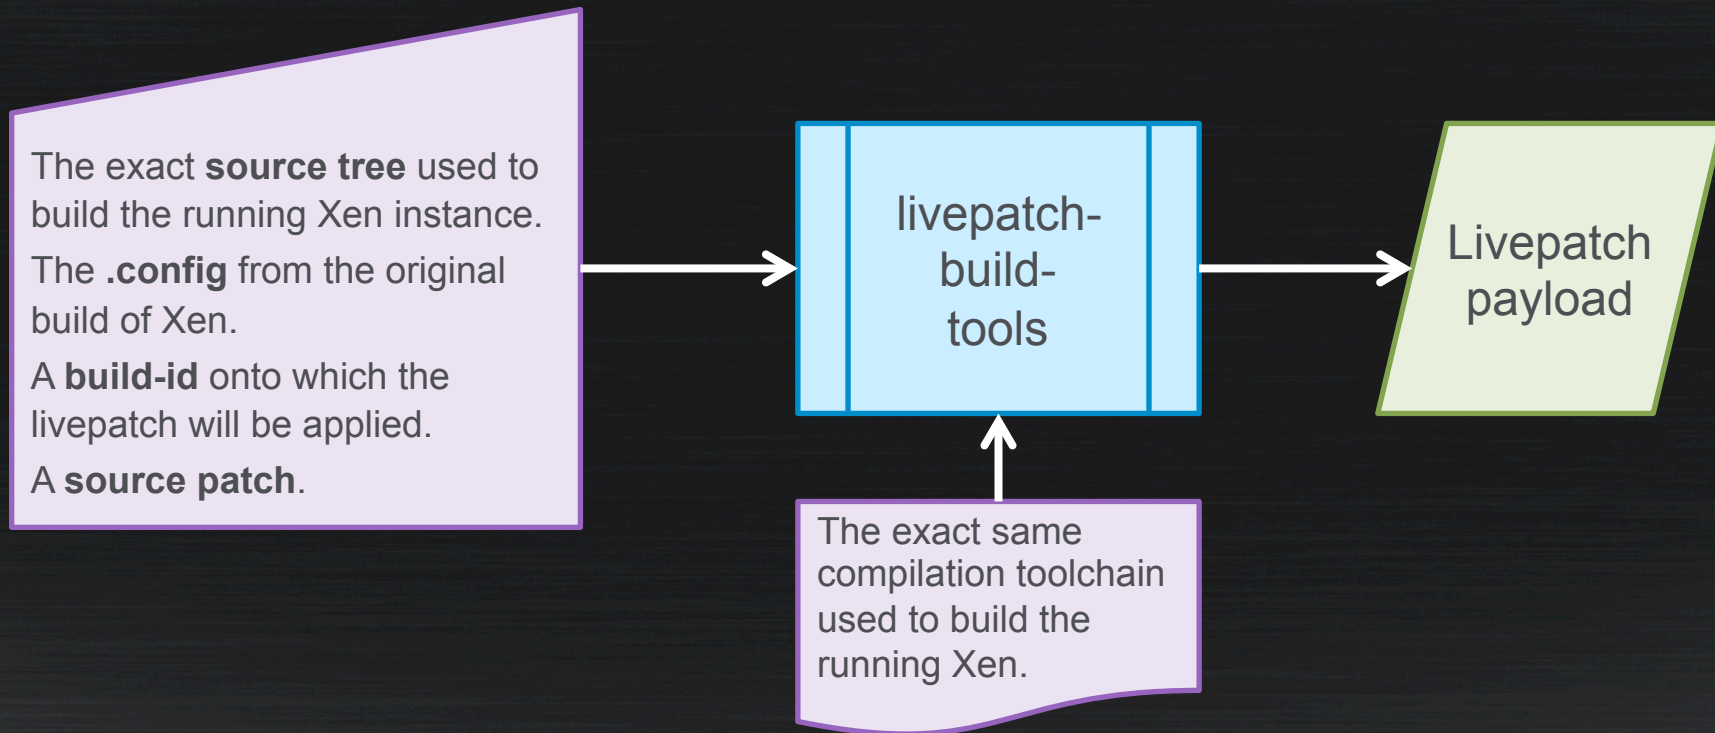 The exact source tree used to
build the running Xen instance.
The .config from the original
build of Xen.
A build-id onto which the
livepatch will be applied.
A source patch.
livepatch-
build-
tools
Livepatch
payload
The exact same
compilation toolchain
used to build the
running Xen.